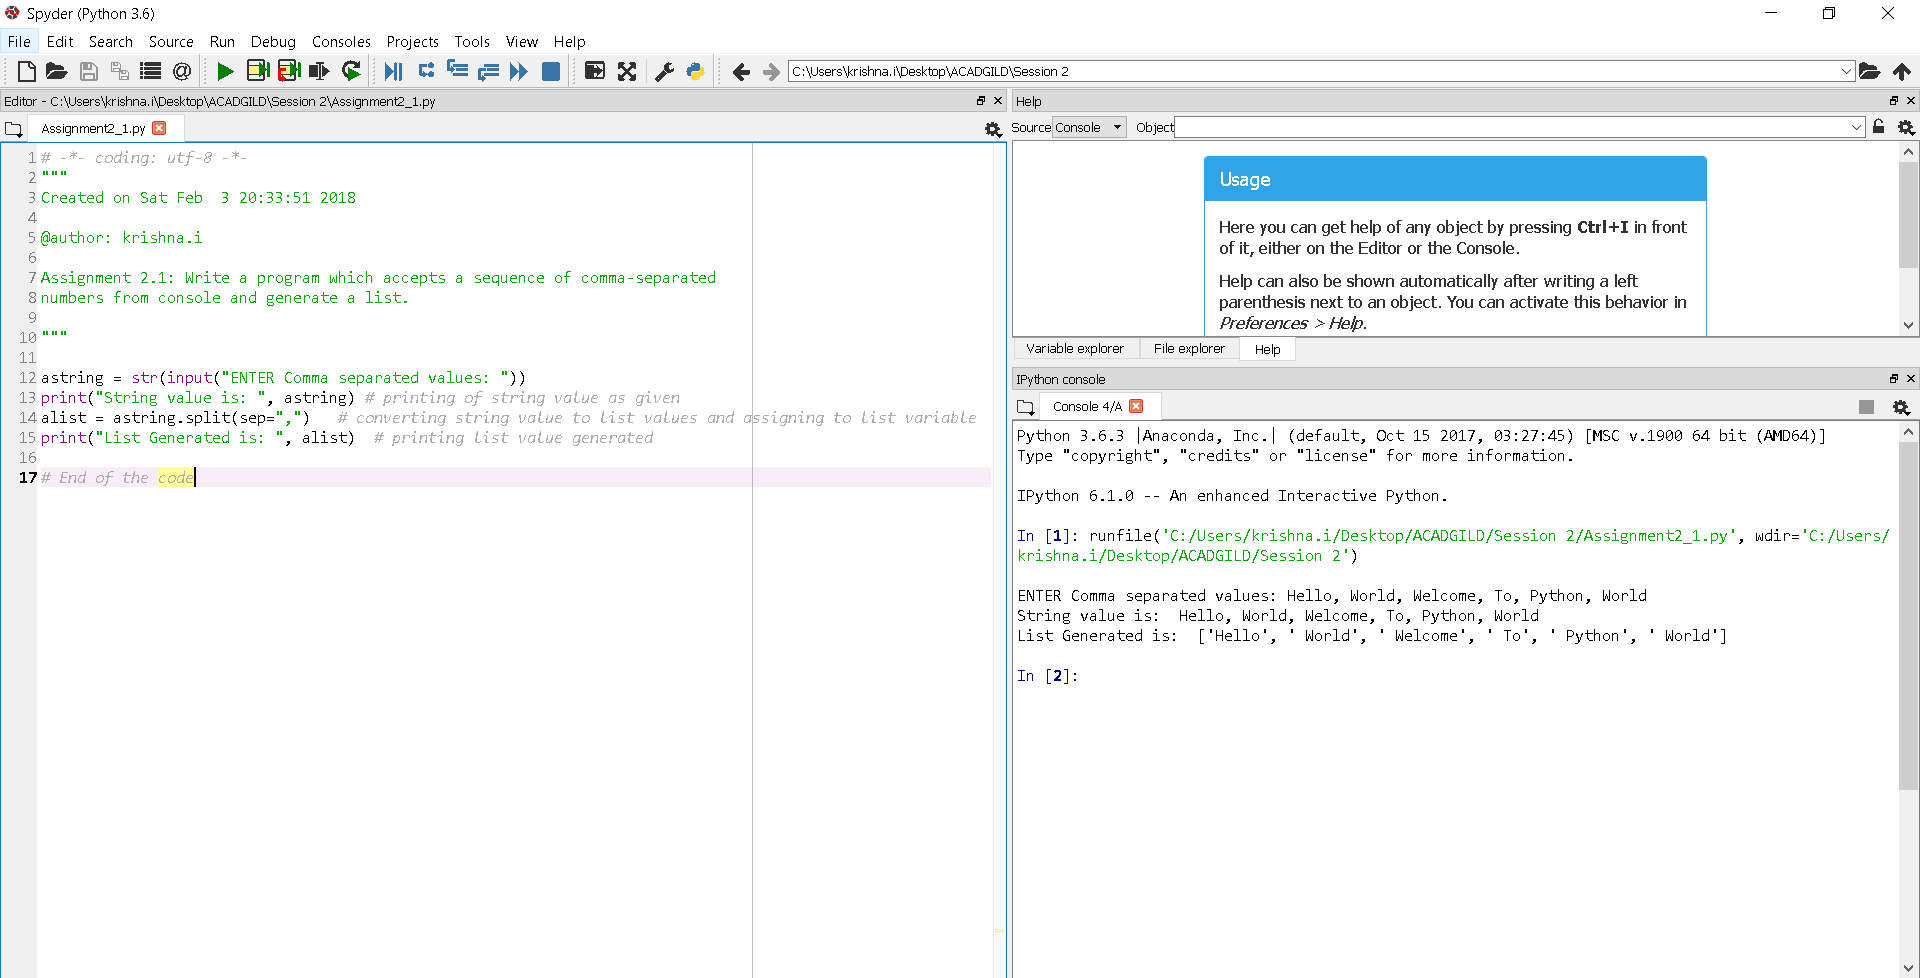 Spyder (Python 3.6)
File Edit Search Source Run Debug Consoles Projects Tools View Help
C:\Users\krishna.i\Desktop\ACADGILD\Session 2
Editor - C:\Users\krishna.i\Desktop\ACADGILD\Session 2\Assignment2_1.py
Assignment2_1.py
1 # -*- coding: utf-8 -*-
2 """
3 Created on Sat Feb  3 20:33:51 2018
4
5 @author: krishna.i
6
7 Assignment 2.1: Write a program which accepts a sequence of comma-separated
8 numbers from console and generate a list.
9
10 """
11
12 astring = str(input("ENTER Comma separated values: "))
13 print("String value is: ", astring) # printing of string value as given
14 alist = astring.split(sep=",")   # converting string value to list values and assigning to list variable
15 print("List Generated is: ", alist)  # printing list value generated
16
17 # End of the code
Help
Source Console Object
Usage
Here you can get help of any object by pressing Ctrl+I in front
of it, either on the Editor or the Console.
Help can also be shown automatically after writing a left
parenthesis next to an object. You can activate this behavior in
Preferences > Help.
Variable explorer File explorer Help
IPython console
Console 4/A
Python 3.6.3 |Anaconda, Inc.| (default, Oct 15 2017, 03:27:45) [MSC v.1900 64 bit (AMD64)]
Type "copyright", "credits" or "license" for more information.
IPython 6.1.0 -- An enhanced Interactive Python.
In [1]: runfile('C:/Users/krishna.i/Desktop/ACADGILD/Session 2/Assignment2_1.py', wdir='C:/Users/
krishna.i/Desktop/ACADGILD/Session 2')
ENTER Comma separated values: Hello, World, Welcome, To, Python, World
String value is:  Hello, World, Welcome, To, Python, World
List Generated is:  ['Hello', ' World', ' Welcome', ' To', ' Python', ' World']
In [2]: